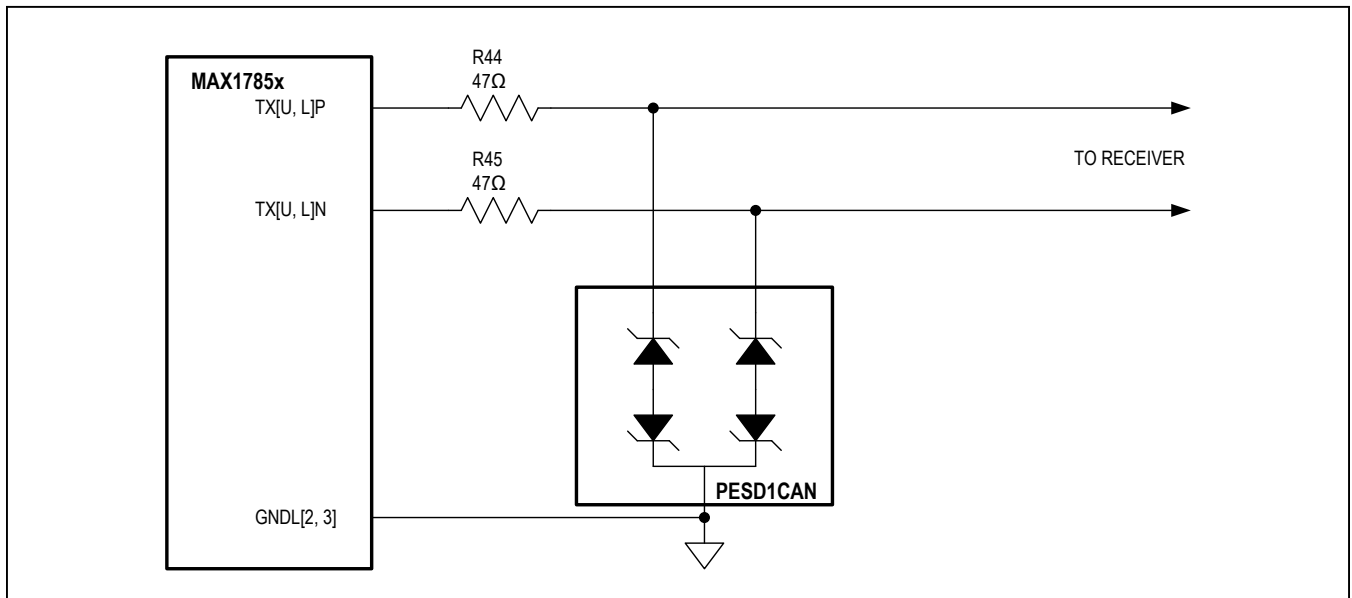 MAX1785x
TX[U, L]P
R44
47Ω
TO RECEIVER
R45
47Ω
TX[U, L]N
PESD1CAN
GNDL[2, 3]